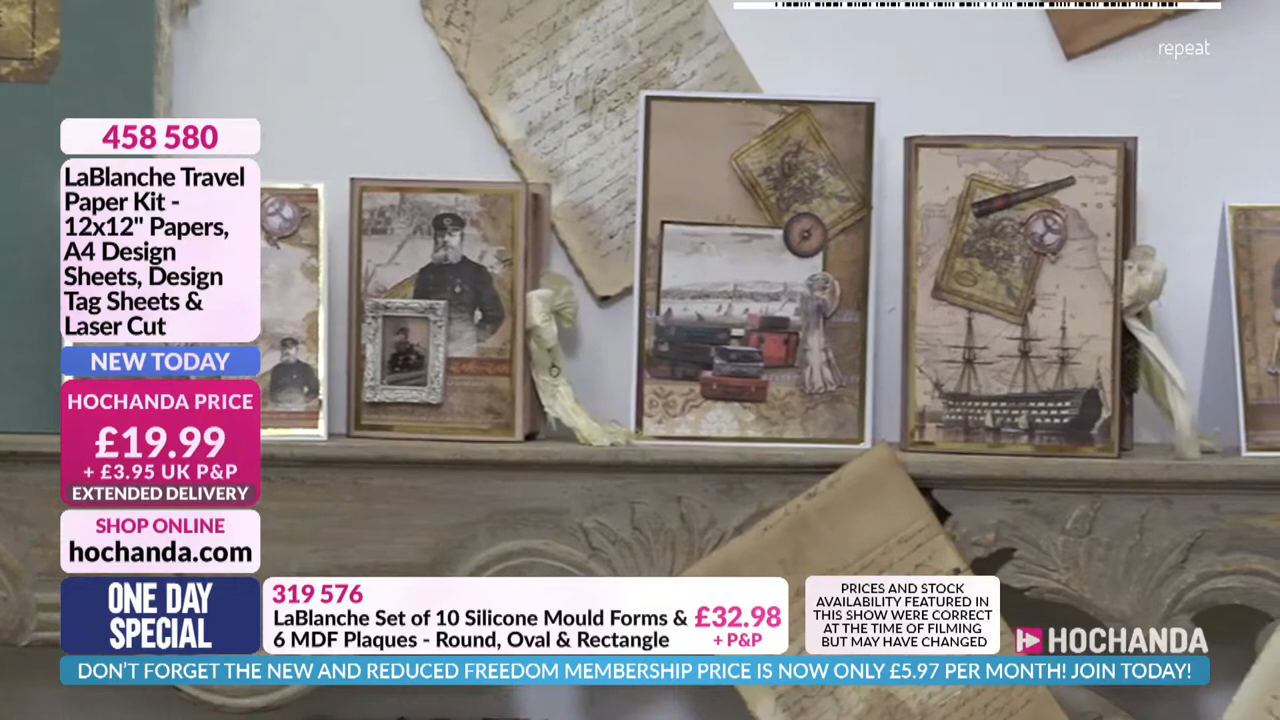 repeat
458 580
LaBlanche Travel
Paper Kit -
12x12" Papers,
A4 Design
Sheets, Design
Tag Sheets &
Laser Cut
NEW TODAY
HOCHANDA PRICE
£19.99
+ £3.95 UK P&P
EXTENDED DELIVERY
SHOP ONLINE
hochanda.com
ONE DAY
SPECIAL
319 576
LaBlanche Set of 10 Silicone Mould Forms &
6 MDF Plaques - Round, Oval & Rectangle
£32.98
+ P&P
PRICES AND STOCK
AVAILABILITY FEATURED IN
THIS SHOW WERE CORRECT
AT THE TIME OF FILMING
BUT MAY HAVE CHANGED
HOCHANDA
DON'T FORGET THE NEW AND REDUCED FREEDOM MEMBERSHIP PRICE IS NOW ONLY £5.97 PER MONTH! JOIN TODAY!